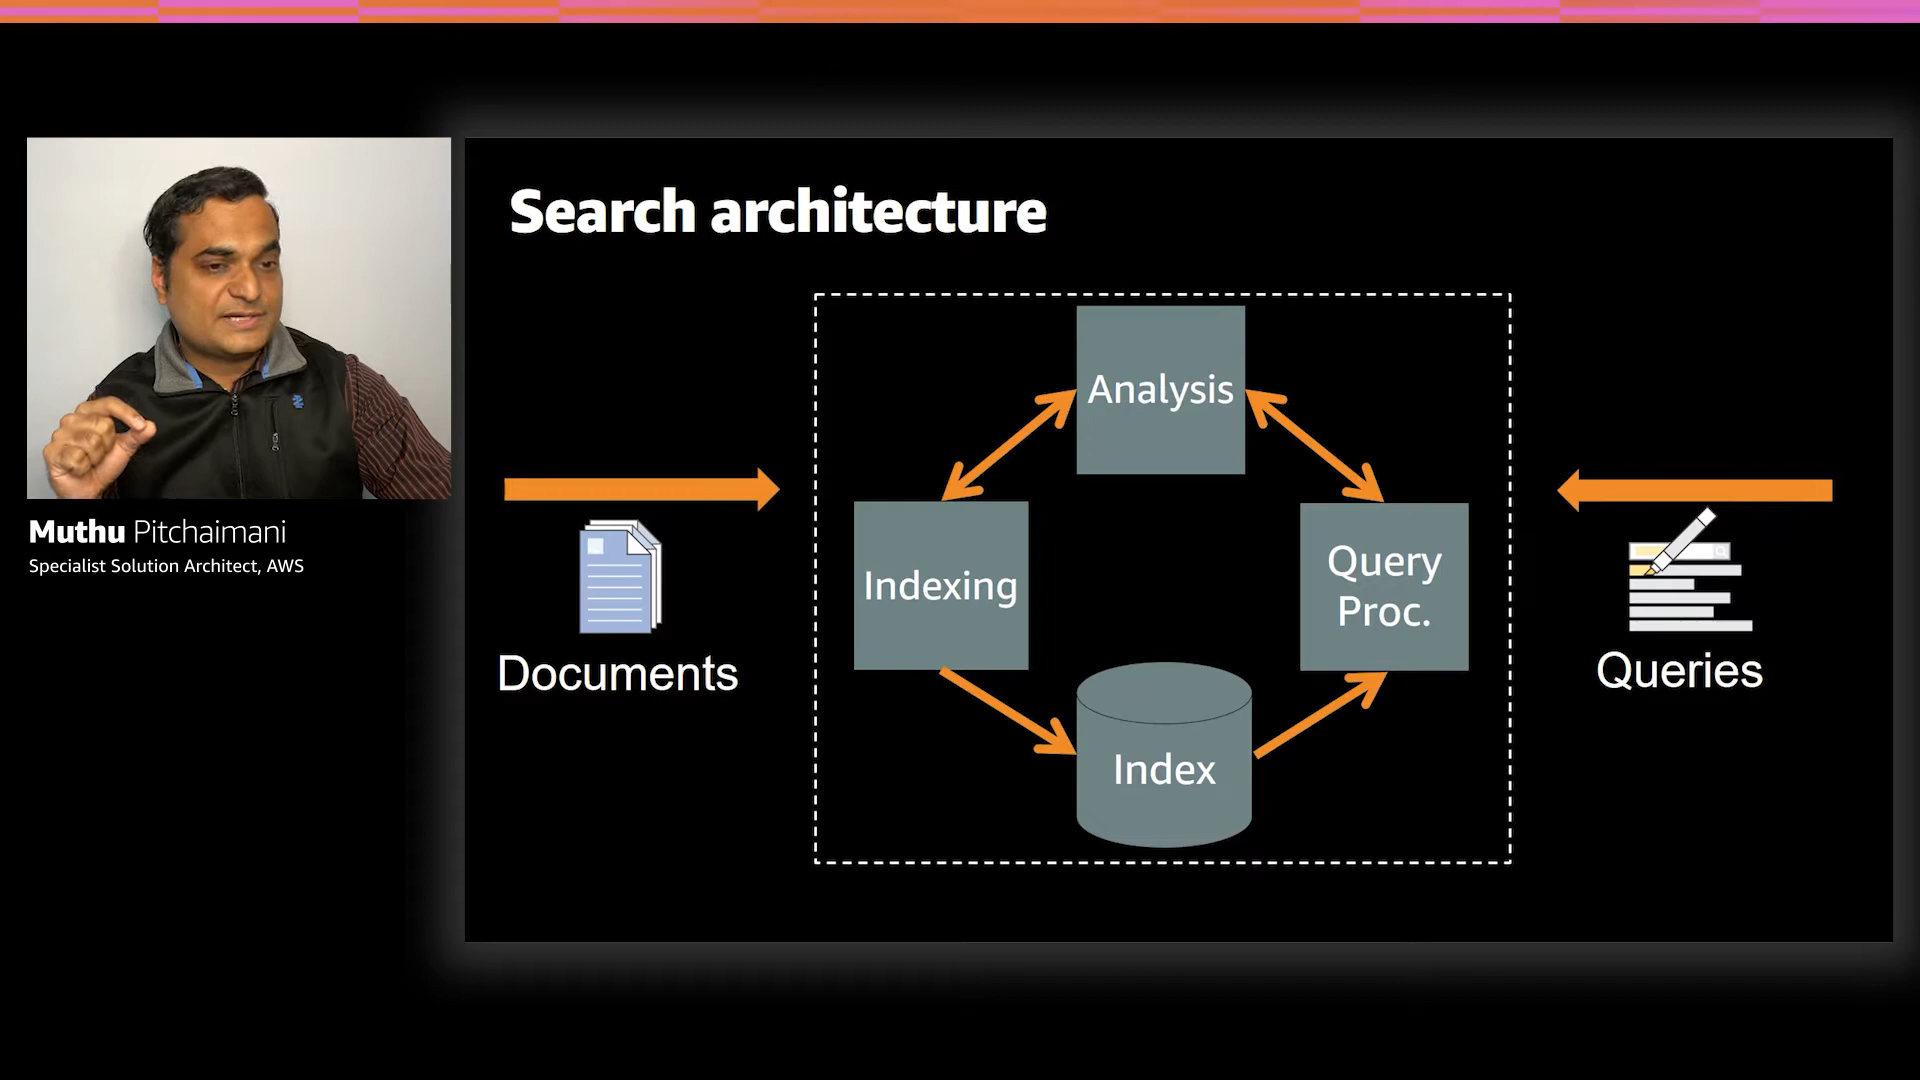 Search architecture
Analysis
Indexing
Query
Proc.
Index
Documents
Queries
Muthu Pitchaimani
Specialist Solution Architect, AWS